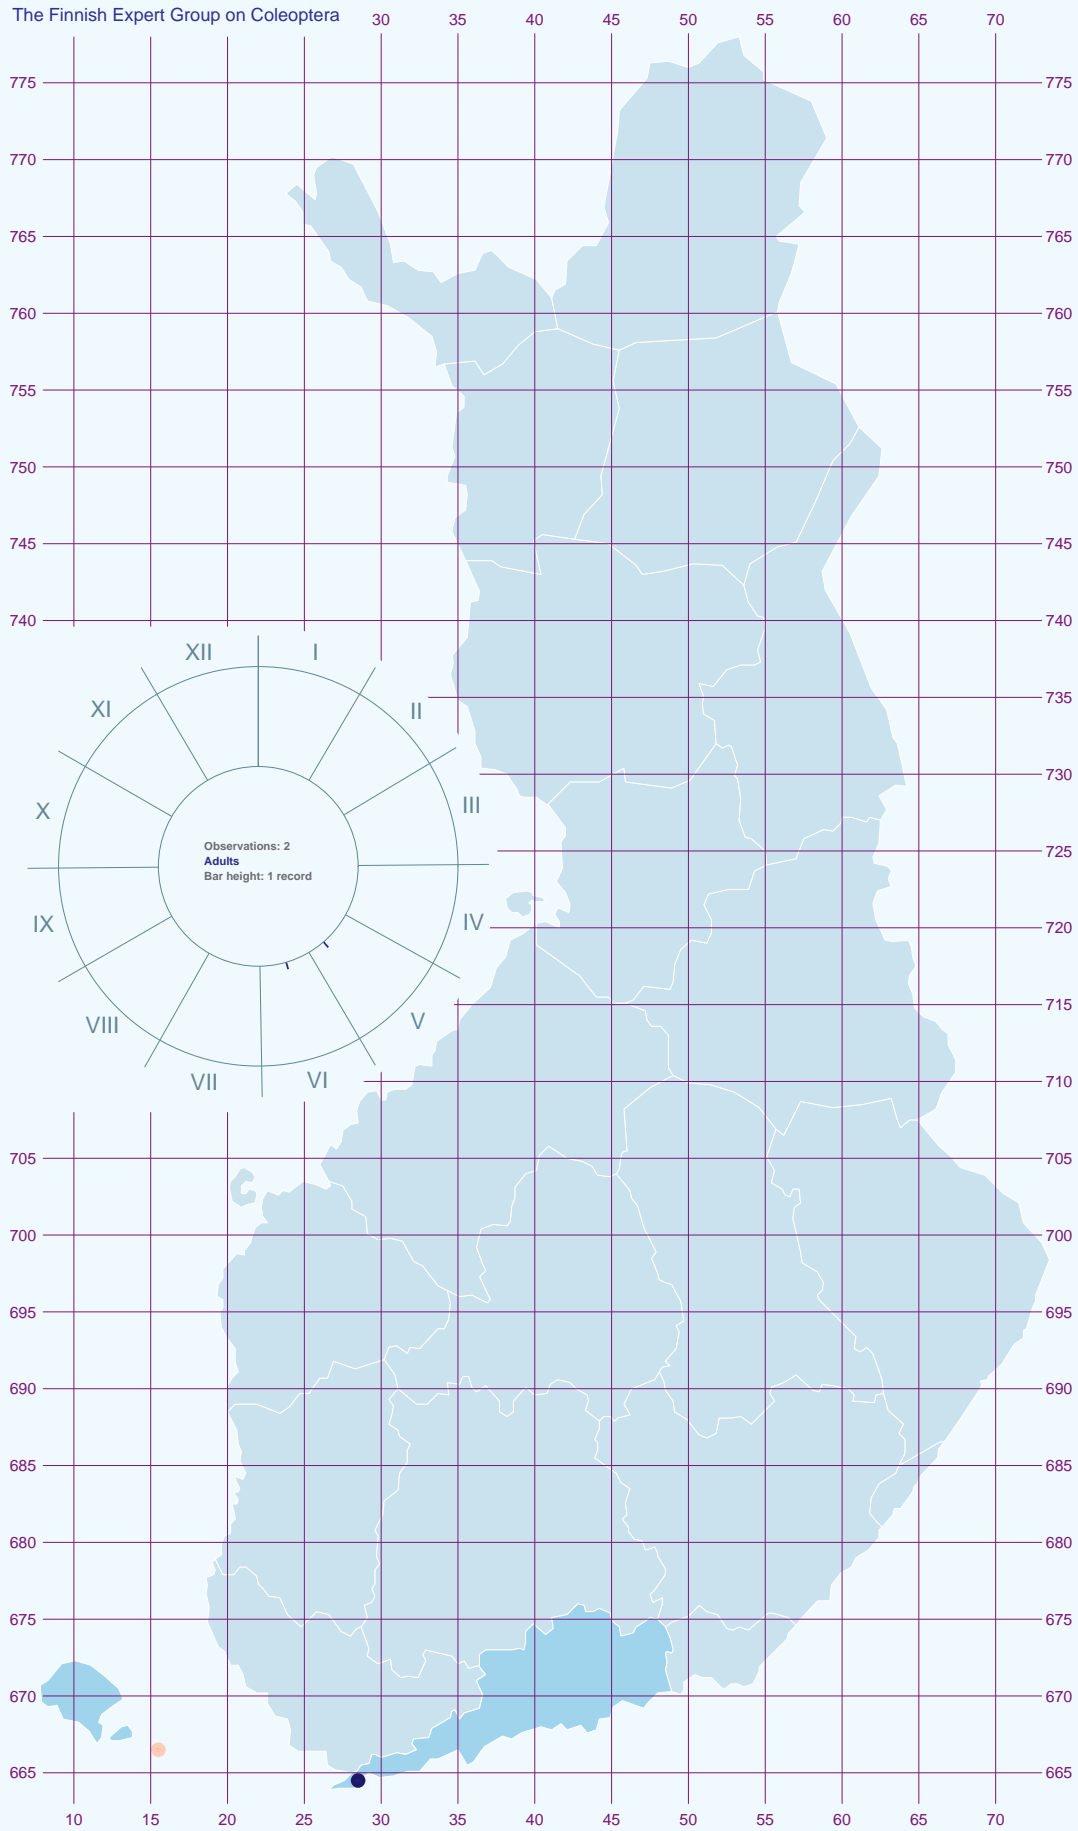 The Finnish Expert Group on Coleoptera
30 35 40 45 50 55 60 65 70
775 775
770 770
765 765
760 760
755 755
750 750
745 745
740 740
XII I
XI II
735
730
X III
Observations: 2
Adults
Bar height: 1 record
725
IX IV
720
715
VIII V
VII VI
710
705 705
700 700
695 695
690 690
685 685
680 680
675 675
670 670
665 665
10 15 20 25 30 35 40 45 50 55 60 65 70